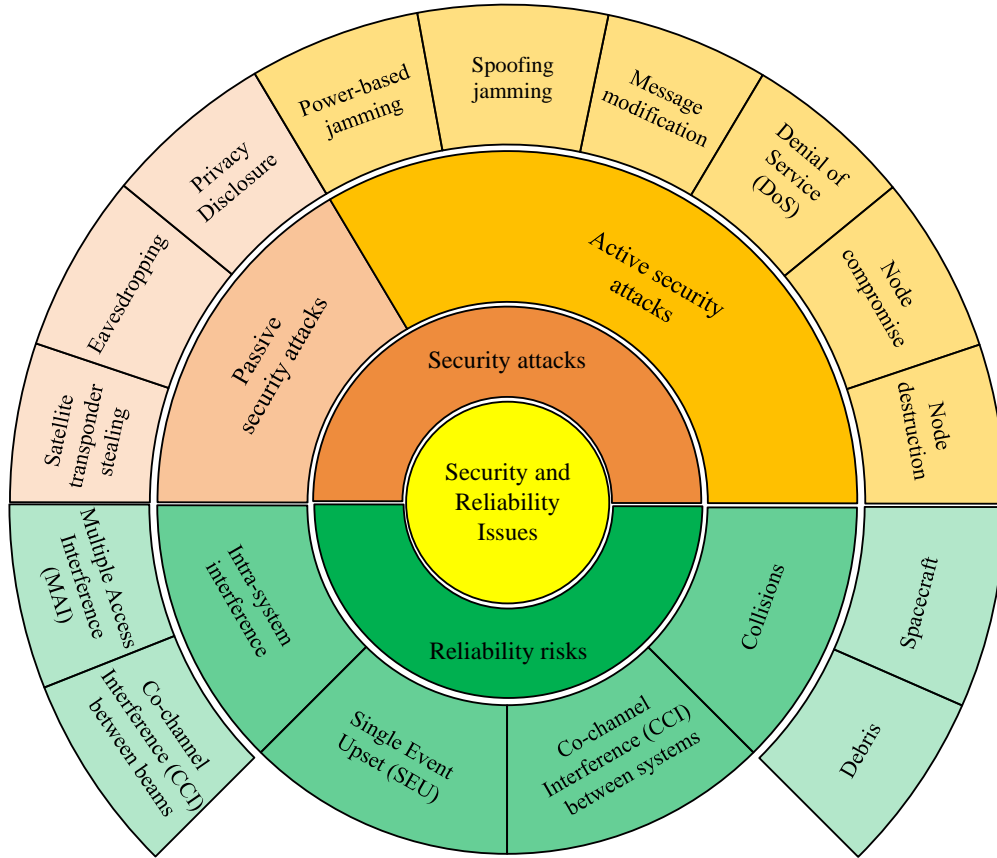 Power-based
jamming
Spoofing
jamming
Message
modification
Denial of
Service
(DoS)
Node
compromise
Node
destruction
Privacy
Disclosure
Eavesdropping
Satellite
transponder
stealing
Passive
security attacks
Active security
attacks
Security attacks
Security and
Reliability
Issues
Reliability risks
Intra-system
interference
Single Event
Upset (SEU)
Co-channel
Interference (CCI)
between systems
Collisions
Multiple Access
Interference
(MAI)
Co-channel
Interference (CCI)
between beams
Spacecraft
Debris